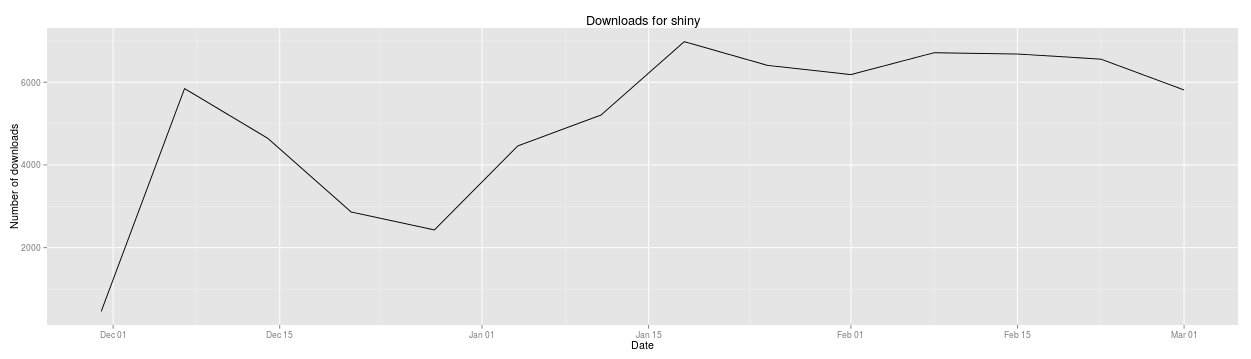 Downloads for shiny
Number of downloads
6000
4000
2000
Dec 01 Dec 15 Jan 01 Jan 15 Feb 01 Feb 15 Mar 01
Date